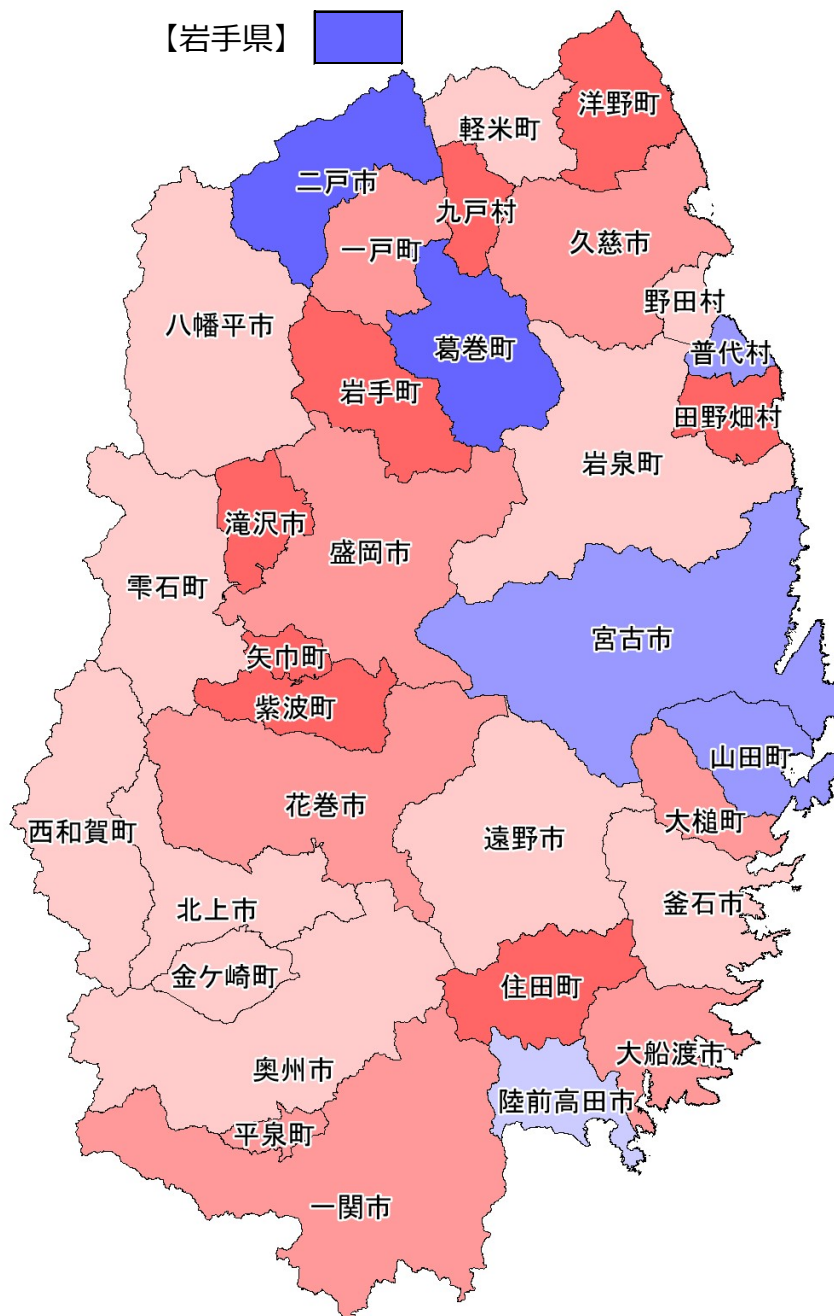 【岩手県】
洋野町
軽米町
二戸市
九戸村
一戸町
久慈市
野田村
八幡平市
葛巻町
普代村
岩手町
田野畑村
岩泉町
滝沢市
盛岡市
雫石町
宮古市
矢巾町
紫波町
山田町
花巻市
大槌町
西和賀町
遠野市
釜石市
北上市
金ケ崎町
住田町
大船渡市
奥州市
陸前高田市
平泉町
一関市